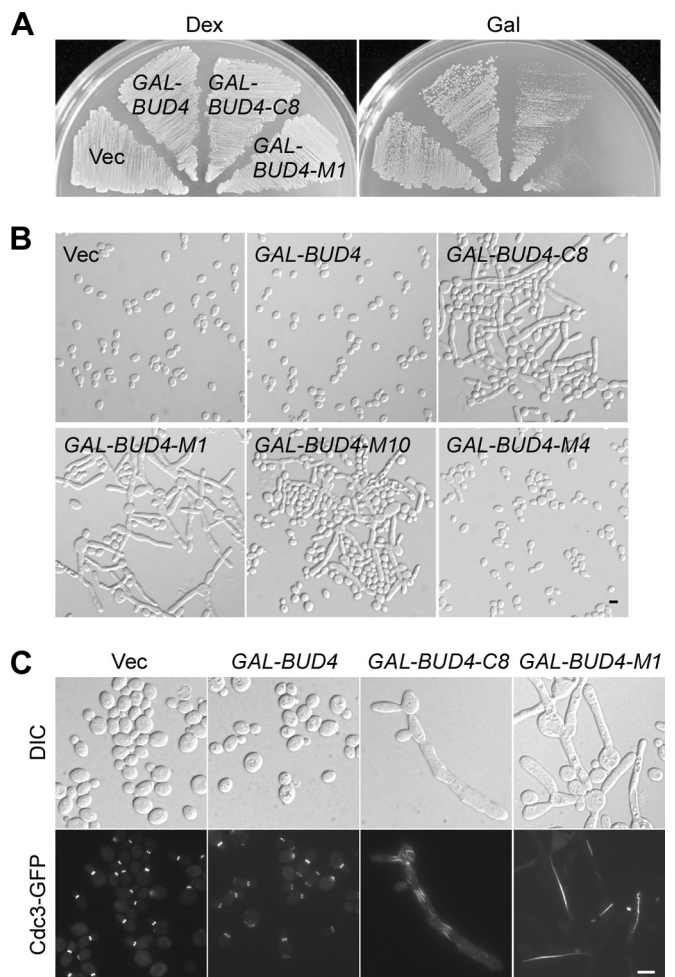 A
Dex
Gal
GAL-
BUD4
GAL-
BUD4-C8
Vec
GAL-
BUD4-M1
B
Vec
GAL-BUD4
GAL-BUD4-C8
GAL-BUD4-M1
GAL-BUD4-M10
GAL-BUD4-M4
C
Vec
GAL-BUD4
GAL-BUD4-C8
GAL-BUD4-M1
DIC
Cdc3-GFP